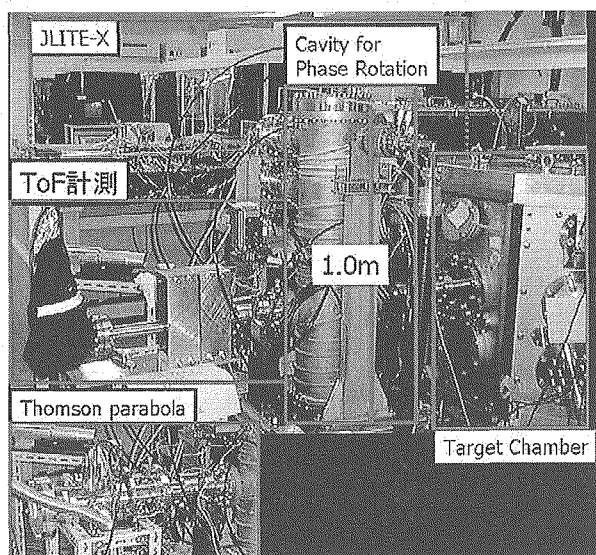 JLITE-X
Cavity for
Phase Rotation
ToF計測
1.0m
Thomson parabola
Target Chamber